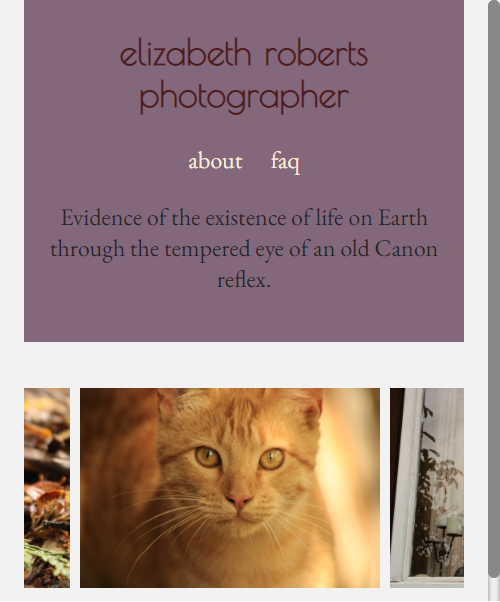 elizabeth roberts
photographer
about faq
Evidence of the existence of life on Earth
through the tempered eye of an old Canon
reflex.